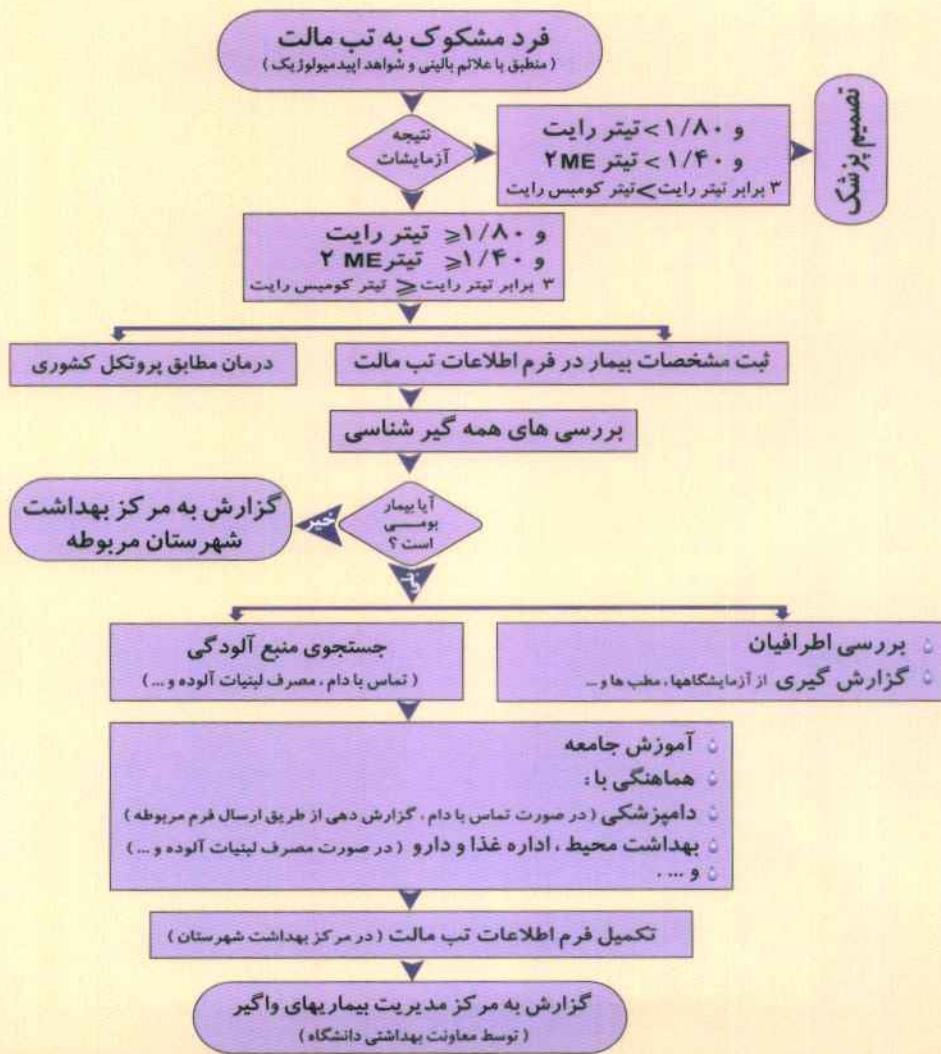 فرد مشکوک به تب مالت
( منطبق با علائم بالینی و شواهد اپیدمیولوژیک )
نتیجه
آزمایشات
و ۱/۸۰ > تیتر رایت
و ۱/۴۰ > تیتر ۲ME
۳ برابر تیتر رایت > تیتر کومبس رایت
تصمیم پزشک
و ۱/۸۰ ≤ تیتر رایت
و ۱/۴۰ ≤ تیتر ۲ ME
۳ برابر تیتر رایت ≤ تیتر کومبس رایت
ثبت مشخصات بیمار در فرم اطلاعات تب مالت
درمان مطابق پروتکل کشوری
بررسی های همه گیر شناسی
آیا بیمار
بومـــی
است ؟
خیر
گزارش به مرکز بهداشت
شهرستان مربوطه
بلی
بررسی اطرافیان
گزارش گیری از آزمایشگاهها، مطب ها و...
جستجوی منبع آلودگی
( تماس با دام ، مصرف لبنیات آلوده و ... )
آموزش جامعه
هماهنگی با :
دامپزشکی ( در صورت تماس با دام ، گزارش دهی از طریق ارسال فرم مربوطه )
بهداشت محیط ، اداره غذا و دارو ( در صورت مصرف لبنیات آلوده و ... )
و ... .
تکمیل فرم اطلاعات تب مالت ( در مرکز بهداشت شهرستان )
گزارش به مرکز مدیریت بیماریهای واگیر
( توسط معاونت بهداشتی دانشگاه )